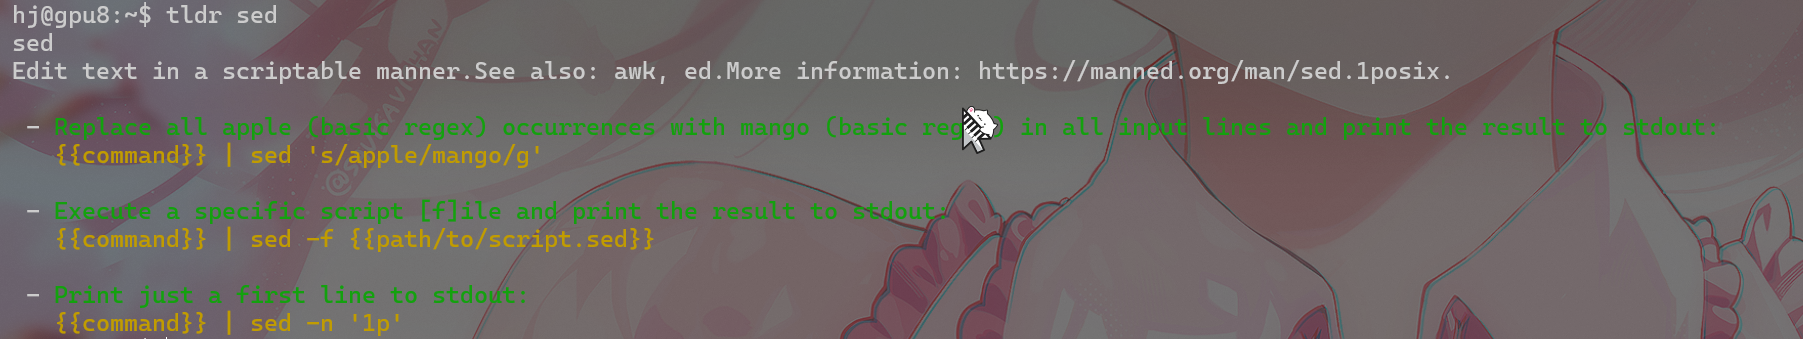 hj@gpu8:~$ tldr sed
sed
Edit text in a scriptable manner.See also: awk, ed.More information: https://manned.org/man/sed.1posix.
- Replace all apple (basic regex) occurrences with mango (basic reg ) in all input lines and print the result to stdout:
{{command}} | sed 's/apple/mango/g'
- Execute a specific script [f]ile and print the result to stdout:
{{command}} | sed -f {{path/to/script.sed}}
- Print just a first line to stdout:
{{command}} | sed -n '1p'